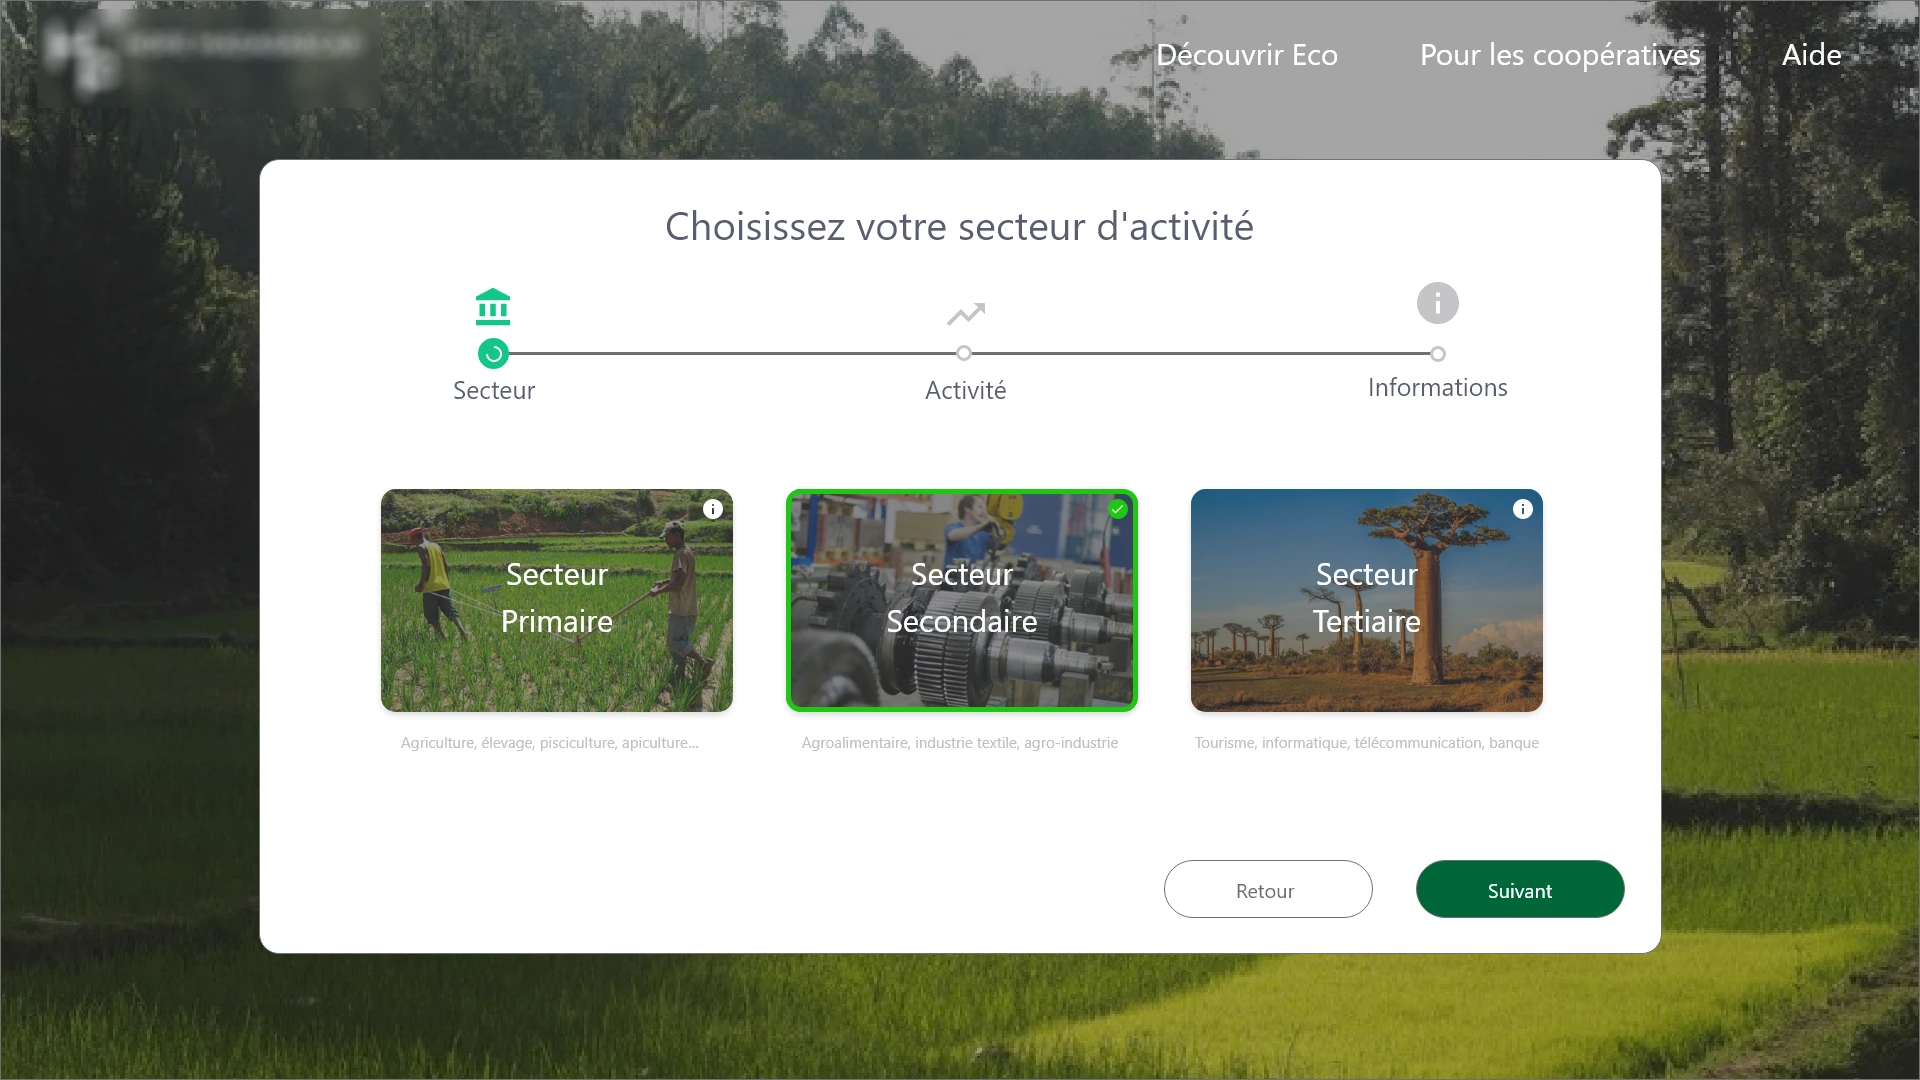 Découvrir Eco
Pour les coopératives
Aide
Choisissez votre secteur d'activité
Secteur
Activité
Informations
Secteur
Primaire
Secteur
Secondaire
Secteur
Tertiaire
Agriculture, élevage, pisciculture, apiculture...
Agroalimentaire, industrie textile, agro-industrie
Tourisme, informatique, télécommunication, banque
Retour
Suivant